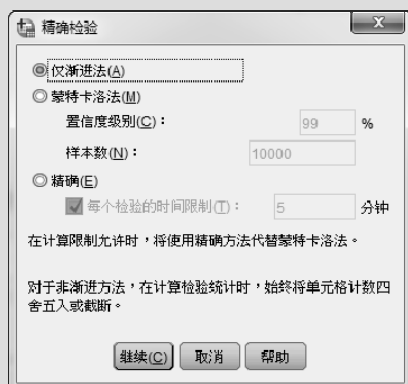 精确检验
仅渐进法(A)
蒙特卡洛法(M)
置信度级别(C)： 99 %
样本数(N)： 10000
精确(E)
每个检验的时间限制(T)： 5 分钟
在计算限制允许时，将使用精确方法代替蒙特卡洛法。
对于非渐进方法，在计算检验统计时，始终将单元格计数四
舍五入或截断。
继续(C) 取消 帮助